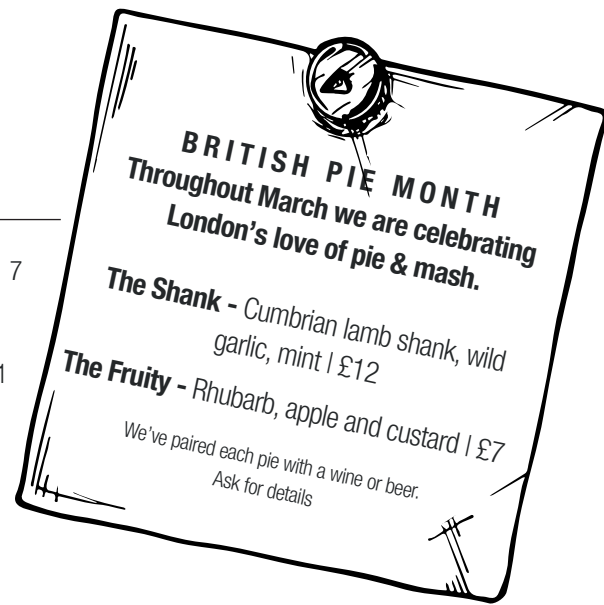 BRITISH PIE MONTH
Throughout March we are celebrating
London's love of pie & mash.
The Shank - Cumbrian lamb shank, wild
garlic, mint | £12
The Fruity - Rhubarb, apple and custard | £7
We've paired each pie with a wine or beer.
Ask for details
7